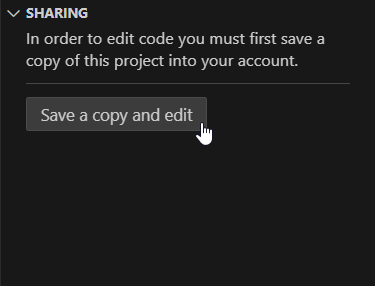 SHARING
In order to edit code you must first save a
copy of this project into your account.
Save a copy and edit